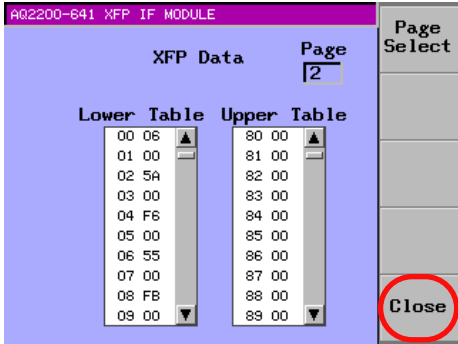 AQ2200-641 XFP IF MODULE
XFP Data
Page
2
Lower Table Upper Table
00 06 80 00
01 00 81 00
02 5A 82 00
03 00 83 00
04 F6 84 00
05 00 85 00
06 55 86 00
07 00 87 00
08 FB 88 00
09 00 89 00
Page
Select
Close